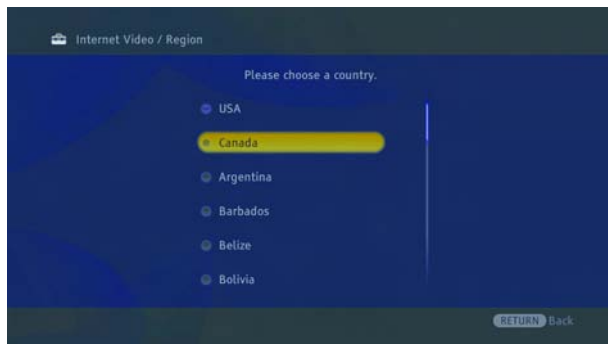 Internet Video / Region
Please choose a country.
USA
Canada
Argentina
Barbados
Belize
Bolivia
RETURN Back